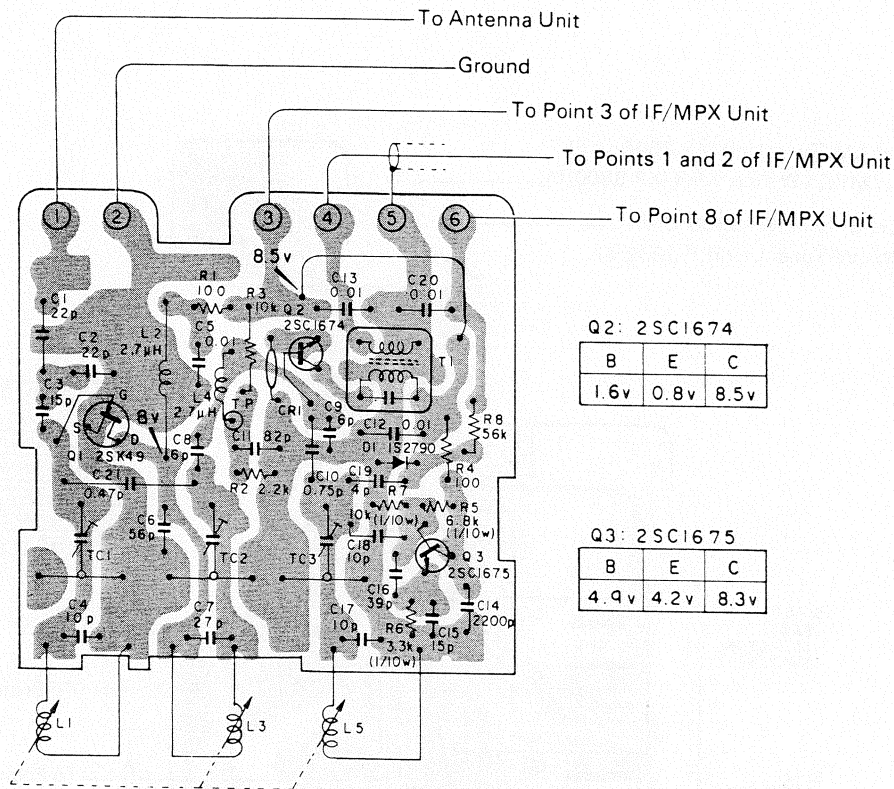 To Antenna Unit
Ground
To Point 3 of IF/MPX Unit
To Points 1 and 2 of IF/MPX Unit
To Point 8 of IF/MPX Unit
1
2
3
4
5
6
8.5v
R1
100
R3
10k
C13
0.01
C20
0.01
C1
22p
C2
22p
L2
2.7μH
C5
0.01
Q2
2SC1674
T1
C3
15p
G
S
D
Q1 2SK49
8v
L4
2.7μH
TP
CR1
C9
6p
C8
6p
C11 82p
R2 2.2k
C10
0.75p
C12 0.01
D1 1S2790
C19
4p
R8
56k
R4
100
C21
0.47p
C6
56p
R7
10k
(1/10w)
R5
6.8k
(1/10w)
TC1
TC2
TC3
C18
10p
Q3
2SC1675
C16
39p
C14
2200p
C4
10p
C7
27p
C17
10p
R6
3.3k
(1/10w)
C15
15p
L1
L3
L5
Q2: 2SC1674
B E C
1.6v 0.8v 8.5v
Q3: 2SC1675
B E C
4.9v 4.2v 8.3v